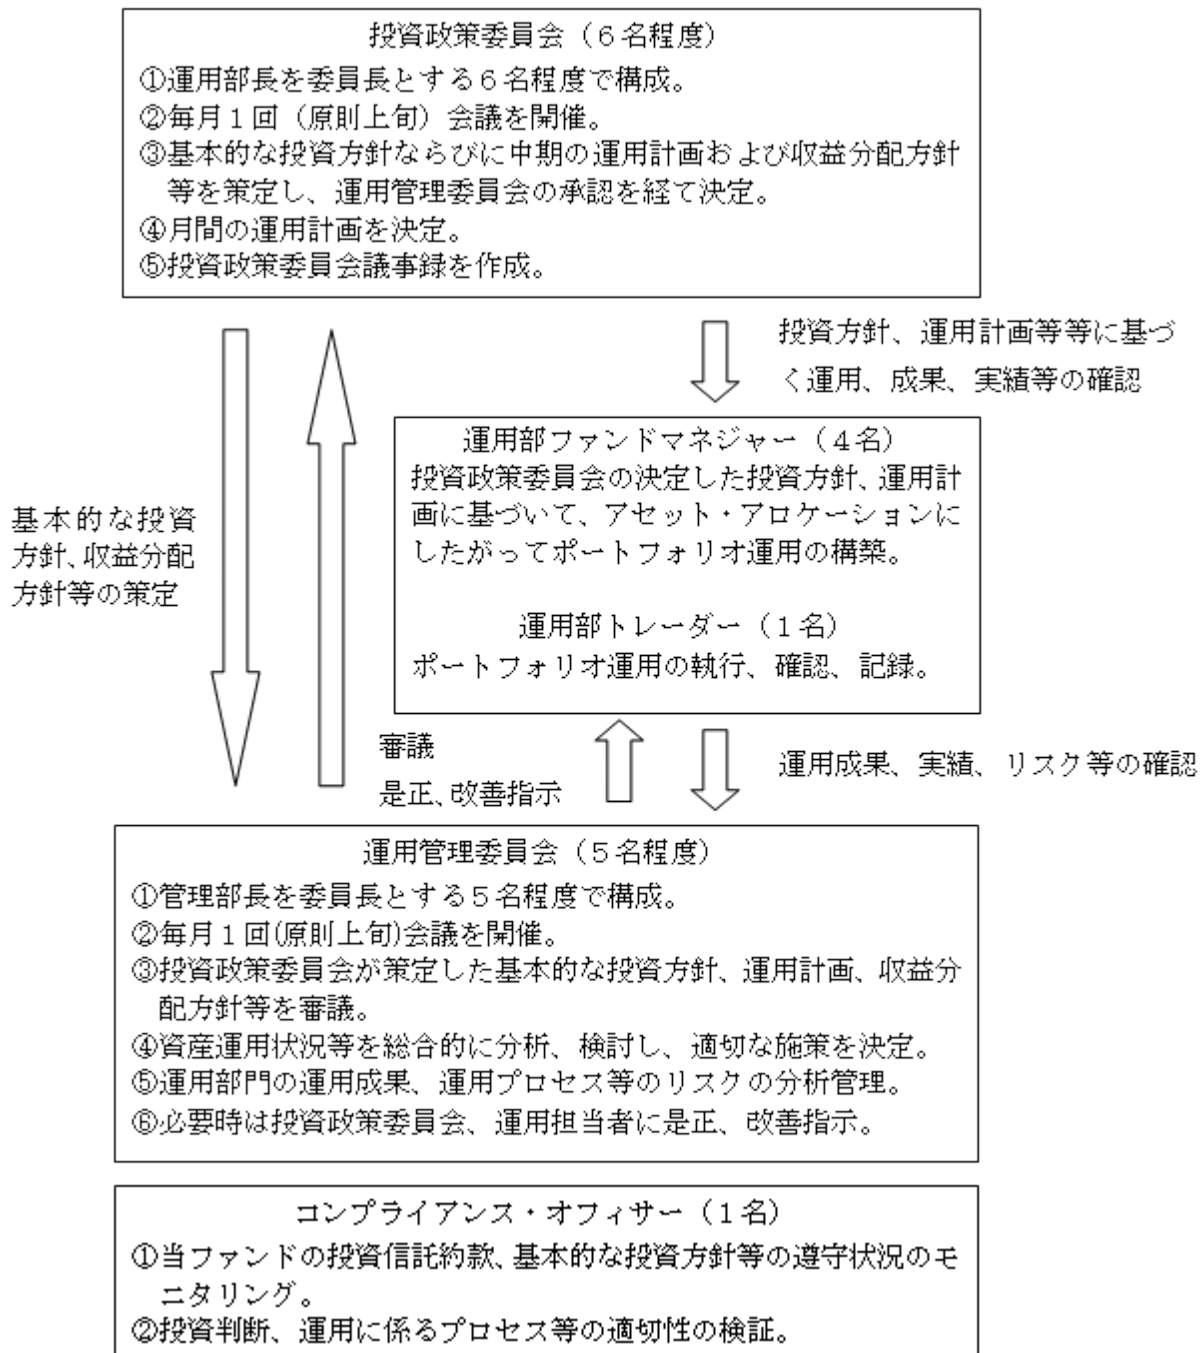 投資政策委員会（６名程度）
①運用部長を委員長とする６名程度で構成。
②毎月１回（原則上旬）会議を開催。
③基本的な投資方針ならびに中期の運用計画および収益分配方針
等を策定し、運用管理委員会の承認を経て決定。
④月間の運用計画を決定。
⑤投資政策委員会議事録を作成。
投資方針、運用計画等等に基づ
く運用、成果、実績等の確認
運用部ファンドマネジャー（４名）
投資政策委員会の決定した投資方針、運用計
画に基づいて、アセット・アロケーションに
したがってポートフォリオ運用の構築。
運用部トレーダー（１名）
ポートフォリオ運用の執行、確認、記録。
基本的な投資
方針、収益分配
方針等の策定
審議
是正、改善指示
運用成果、実績、リスク等の確認
運用管理委員会（５名程度）
①管理部長を委員長とする５名程度で構成。
②毎月１回(原則上旬)会議を開催。
③投資政策委員会が策定した基本的な投資方針、運用計画、収益分
配方針等を審議。
④資産運用状況等を総合的に分析、検討し、適切な施策を決定。
⑤運用部門の運用成果、運用プロセス等のリスクの分析管理。
⑥必要時は投資政策委員会、運用担当者に是正、改善指示。
コンプライアンス・オフィサー（１名）
①当ファンドの投資信託約款、基本的な投資方針等の遵守状況のモ
ニタリング。
②投資判断、運用に係るプロセス等の適切性の検証。